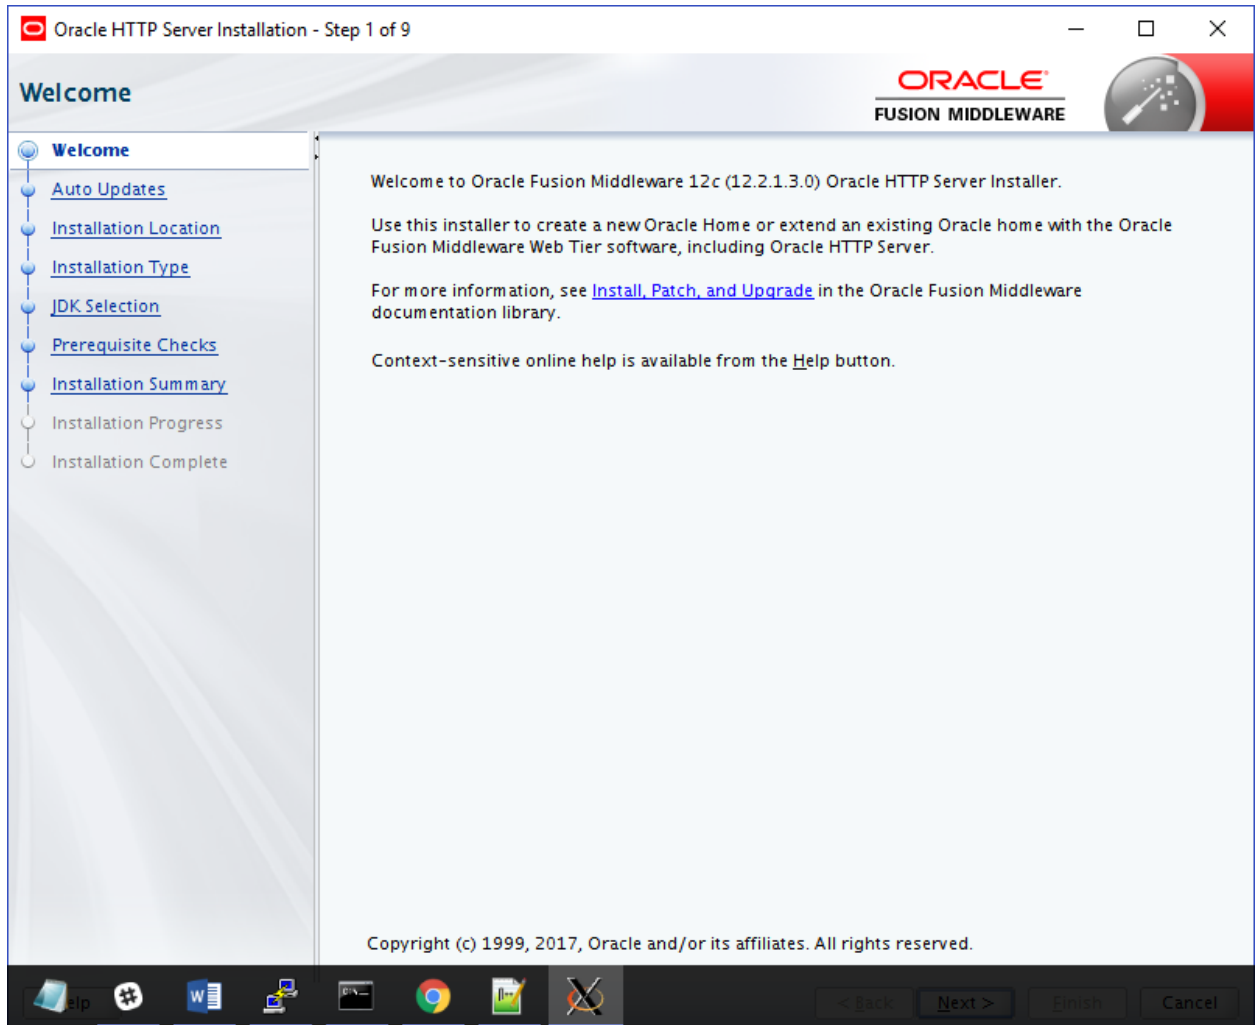 Oracle HTTP Server Installation - Step 1 of 9
Welcome
ORACLE
FUSION MIDDLEWARE
Welcome
Auto Updates
Installation Location
Installation Type
JDK Selection
Prerequisite Checks
Installation Summary
Installation Progress
Installation Complete
Welcome to Oracle Fusion Middleware 12c (12.2.1.3.0) Oracle HTTP Server Installer.
Use this installer to create a new Oracle Home or extend an existing Oracle home with the Oracle
Fusion Middleware Web Tier software, including Oracle HTTP Server.
For more information, see Install, Patch, and Upgrade in the Oracle Fusion Middleware
documentation library.
Context-sensitive online help is available from the Help button.
Copyright (c) 1999, 2017, Oracle and/or its affiliates. All rights reserved.
< Back
Next >
Finish
Cancel